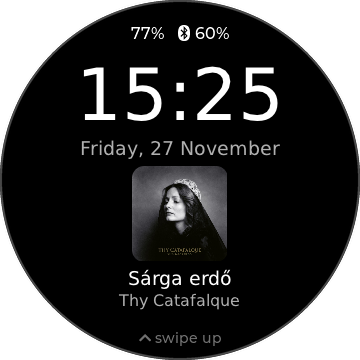 77% 60%
15:25
Friday, 27 November
THY CATAFALQUE
Sárga erdő
Thy Catafalque
swipe up